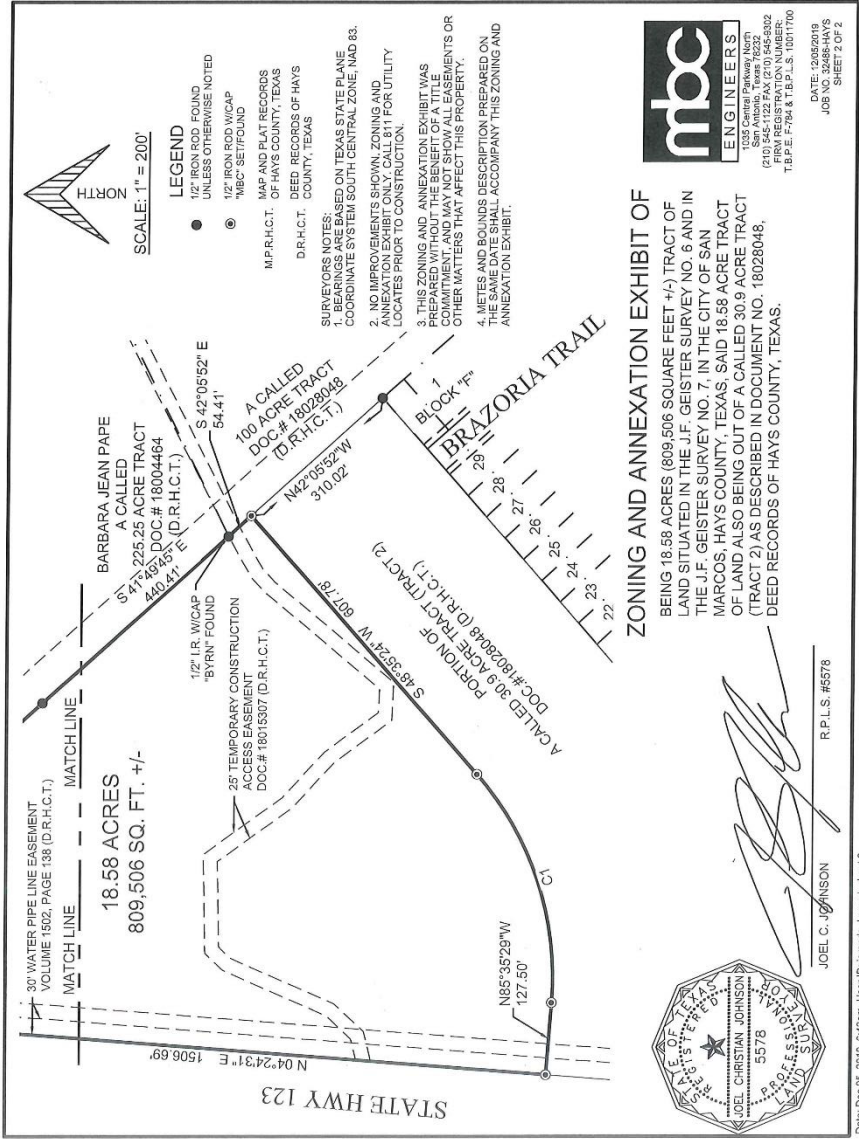 NORTH
SCALE: 1" = 200'
LEGEND
1/2" IRON ROD FOUND
UNLESS OTHERWISE NOTED
1/2" IRON ROD W/CAP
"MBC" SET/FOUND
M.P.R.H.C.T. MAP AND PLAT RECORDS
OF HAYS COUNTY, TEXAS
D.R.H.C.T. DEED RECORDS OF HAYS
COUNTY, TEXAS
SURVEYORS NOTES:
1. BEARINGS ARE BASED ON TEXAS STATE PLANE
COORDINATE SYSTEM SOUTH CENTRAL ZONE, NAD 83.
2. NO IMPROVEMENTS SHOWN, ZONING AND
ANNEXATION EXHIBIT ONLY. CALL 811 FOR UTILITY
LOCATES PRIOR TO CONSTRUCTION.
3. THIS ZONING AND ANNEXATION EXHIBIT WAS
PREPARED WITHOUT THE BENEFIT OF A TITLE
COMMITMENT, AND MAY NOT SHOW ALL EASEMENTS OR
OTHER MATTERS THAT AFFECT THIS PROPERTY.
4. METES AND BOUNDS DESCRIPTION PREPARED ON
THE SAME DATE SHALL ACCOMPANY THIS ZONING AND
ANNEXATION EXHIBIT.
30' WATER PIPE LINE EASEMENT
VOLUME 1502, PAGE 138 (D.R.H.C.T.)
MATCH LINE
MATCH LINE
18.58 ACRES
809,506 SQ. FT. +/-
BARBARA JEAN PAPE
A CALLED
225.25 ACRE TRACT
DOC.# 18004464
(D.R.H.C.T.)
S 41°49'45" E
440.41'
1/2" I.R. W/CAP
"BYRN" FOUND
S 42°05'52" E
54.41'
A CALLED
100 ACRE TRACT
DOC.# 18028048
(D.R.H.C.T.)
N42°05'52"W
310.02'
25' TEMPORARY CONSTRUCTION
ACCESS EASEMENT
DOC.# 18015307 (D.R.H.C.T.)
S 48°35'24" W 607.78'
PORTION OF
A CALLED 30.9 ACRE TRACT (TRACT 2)
DOC.#18028048 (D.R.H.C.T.)
1
BLOCK "F"
BRAZORIA TRAIL
29
28
27
26
25
24
23
22
C1
N85°35'29"W
127.50'
N 04°24'31" E 1506.69'
STATE HWY 123
ZONING AND ANNEXATION EXHIBIT OF
BEING 18.58 ACRES (809,506 SQUARE FEET +/-) TRACT OF
LAND SITUATED IN THE J.F. GEISTER SURVEY NO. 6 AND IN
THE J.F. GEISTER SURVEY NO. 7, IN THE CITY OF SAN
MARCOS, HAYS COUNTY, TEXAS, SAID 18.58 ACRE TRACT
OF LAND ALSO BEING OUT OF A CALLED 30.9 ACRE TRACT
(TRACT 2) AS DESCRIBED IN DOCUMENT NO. 18028048,
DEED RECORDS OF HAYS COUNTY, TEXAS.
mbc
ENGINEERS
1035 Central Parkway North
San Antonio, Texas 78232
(210) 545-1122 FAX (210) 545-9302
FIRM REGISTRATION NUMBER:
T.B.P.E. F-784 & T.B.P.L.S. 10011700
DATE: 12/05/2019
JOB NO. 32486-HAYS
SHEET 2 OF 2
STATE OF TEXAS
REGISTERED
JOEL CHRISTIAN JOHNSON
5578
PROFESSIONAL
LAND SURVEYOR
JOEL C. JOHNSON
R.P.L.S. #5578